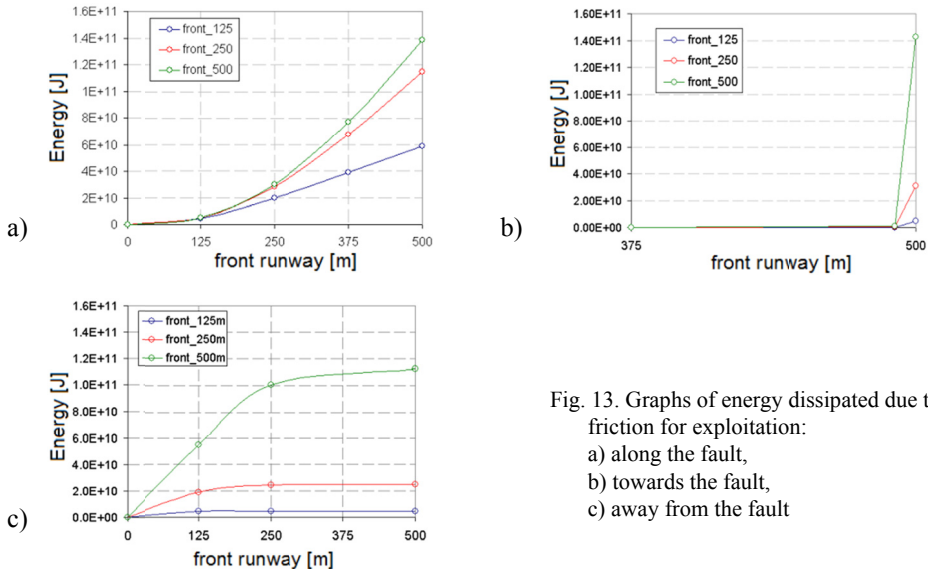 1.6E+11
1.4E+11
1.2E+11
1.E+11
8.E+10
6.E+10
4.E+10
2.E+10
0
Energy [J]
front_125
front_250
front_500
0 125 250 375 500
front runway [m]
a)
1.60E+11
1.40E+11
1.20E+11
1.00E+11
8.00E+10
6.00E+10
4.00E+10
2.00E+10
0.00E+00
Energy [J]
front_125
front_250
front_500
375 500
front runway [m]
b)
1.6E+11
1.4E+11
1.2E+11
1.0E+11
8.0E+10
6.0E+10
4.0E+10
2.0E+10
0.0E+00
Energy [J]
front_125m
front_250m
front_500m
0 125 250 375 500
front runway [m]
c)
Fig. 13. Graphs of energy dissipated due t
friction for exploitation:
a) along the fault,
b) towards the fault,
c) away from the fault